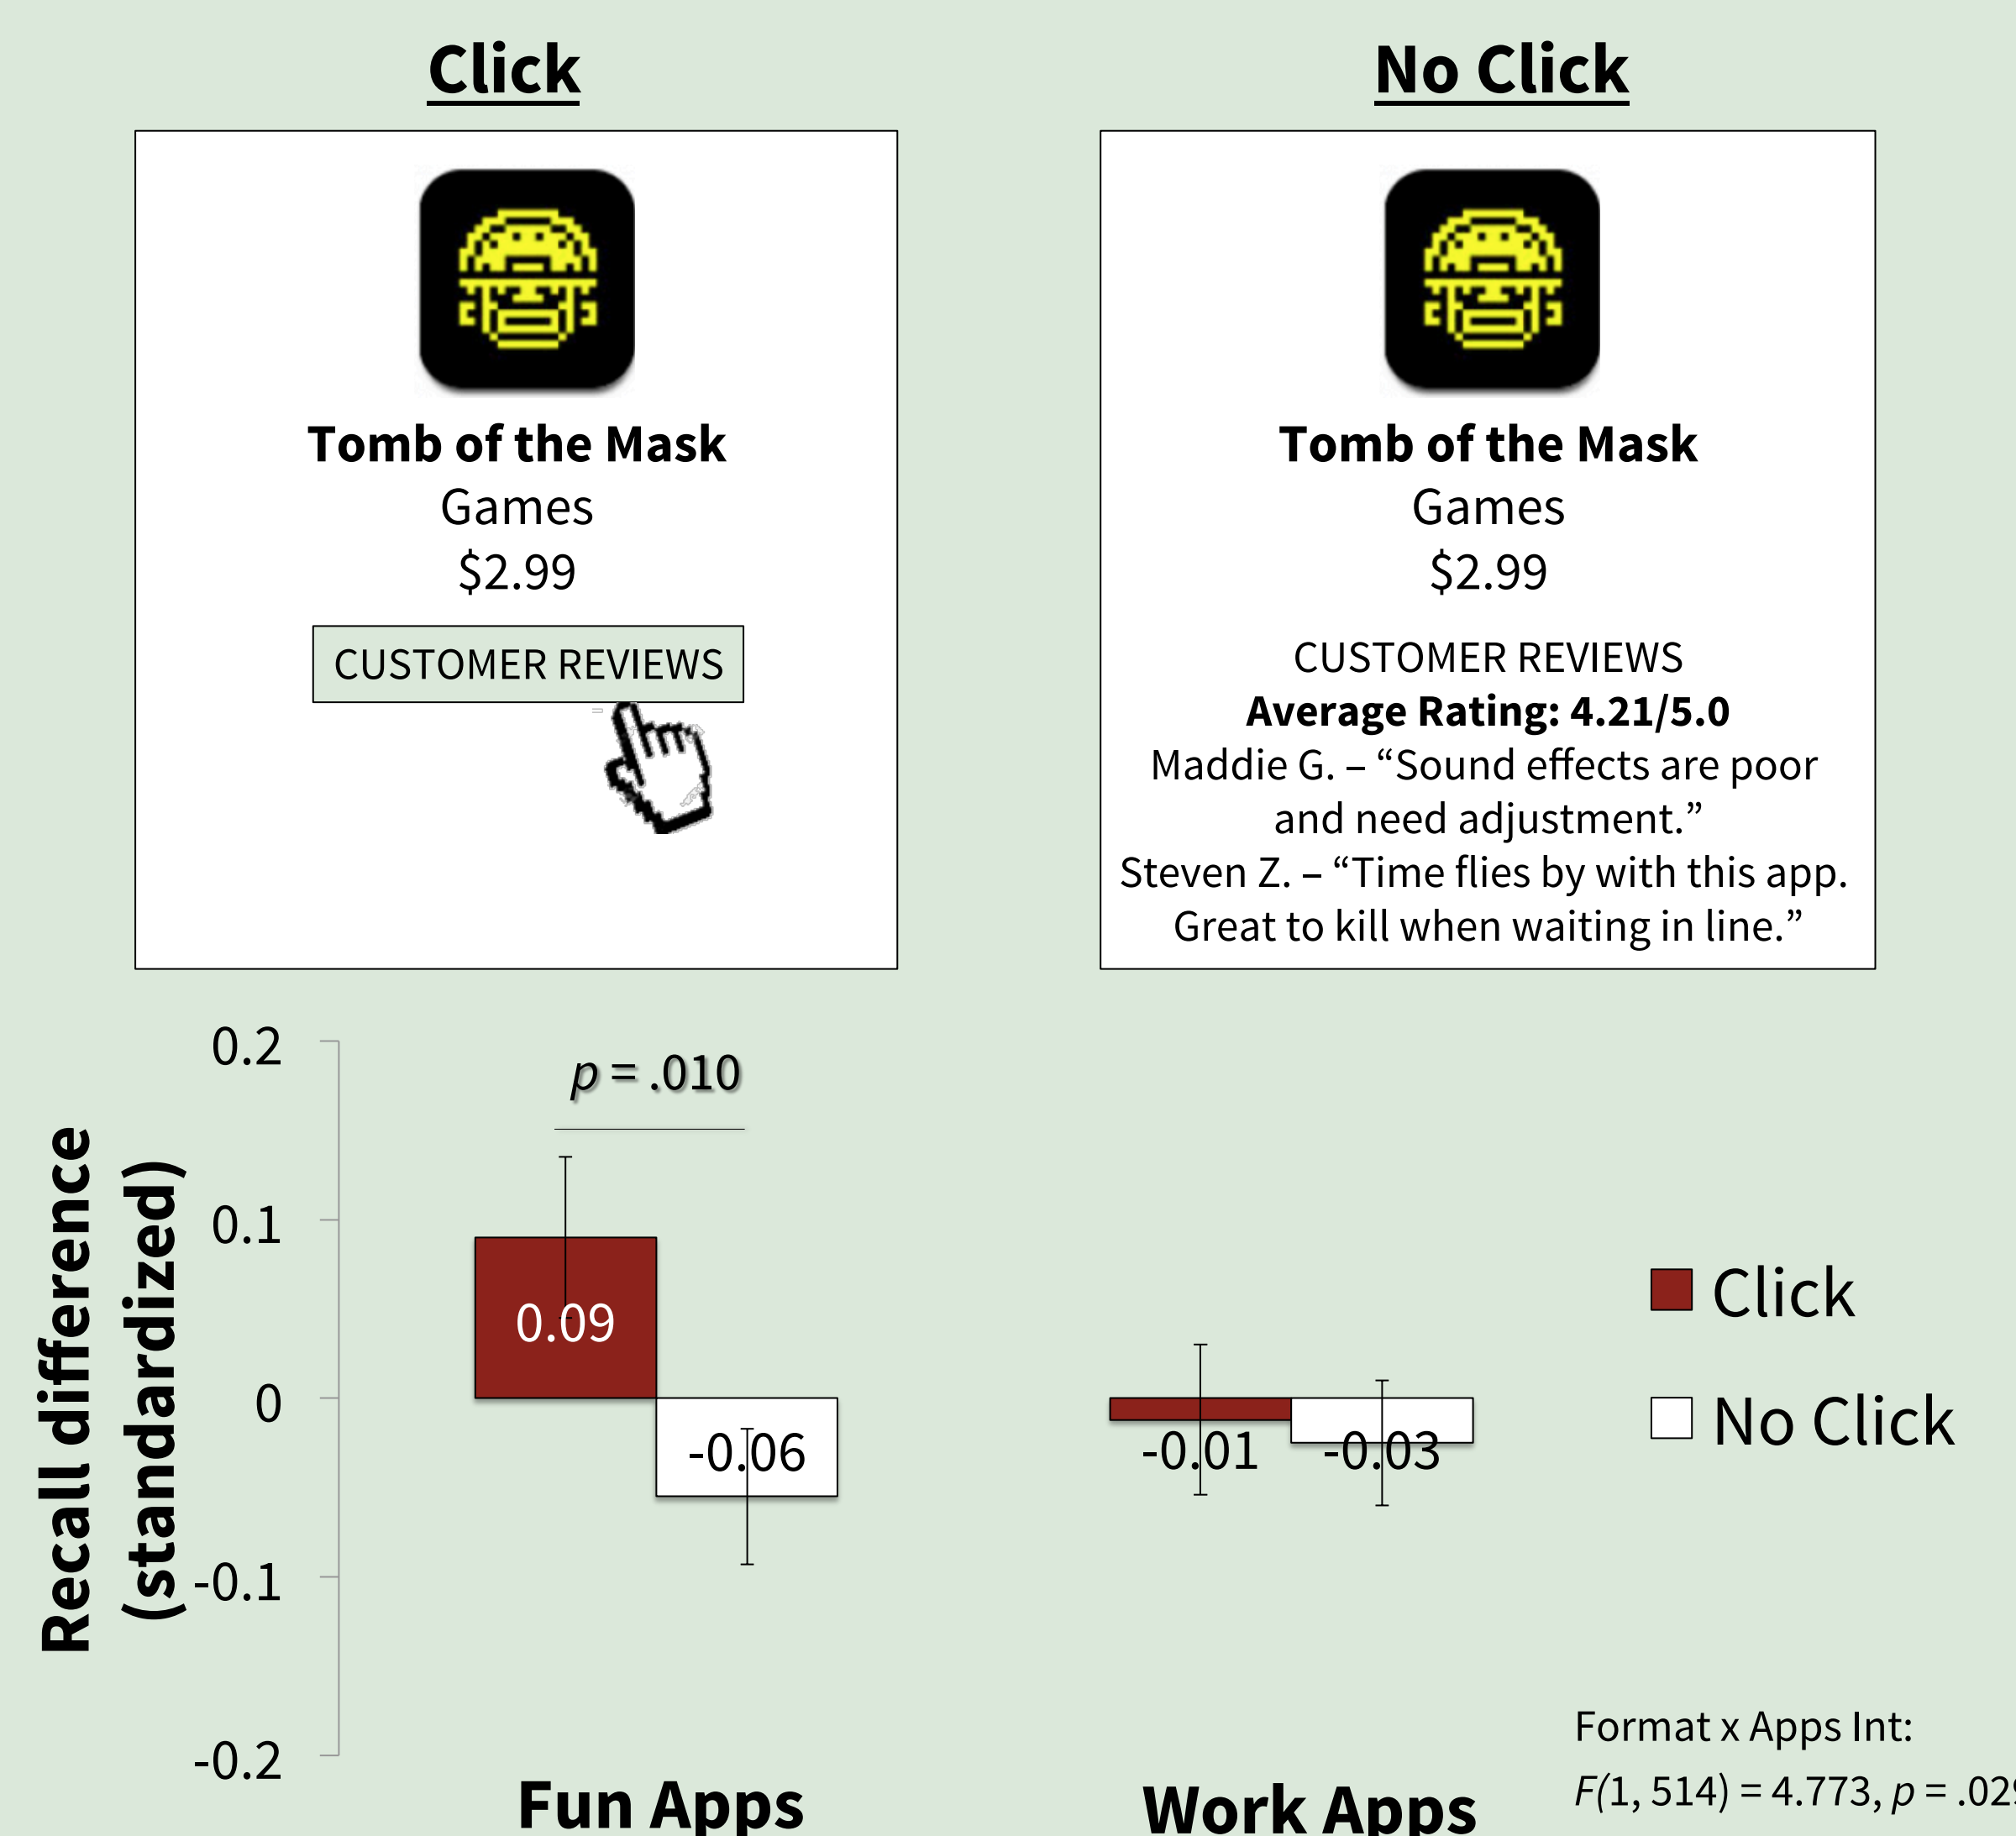 Click
No Click
Tomb of the Mask
Games
$2.99
CUSTOMER REVIEWS
Tomb of the Mask
Games
$2.99
CUSTOMER REVIEWS
Average Rating: 4.21/5.0
Maddie G. – “Sound effects are poor
and need adjustment.”
Steven Z. – “Time flies by with this app.
Great to kill when waiting in line.”
Recall difference
(standardized)
0.2
0.1
0
-0.1
-0.2
p = .010
0.09
-0.06
-0.01
-0.03
Click
No Click
Fun Apps
Work Apps
Format x Apps Int:
F(1, 514) = 4.773, p = .029